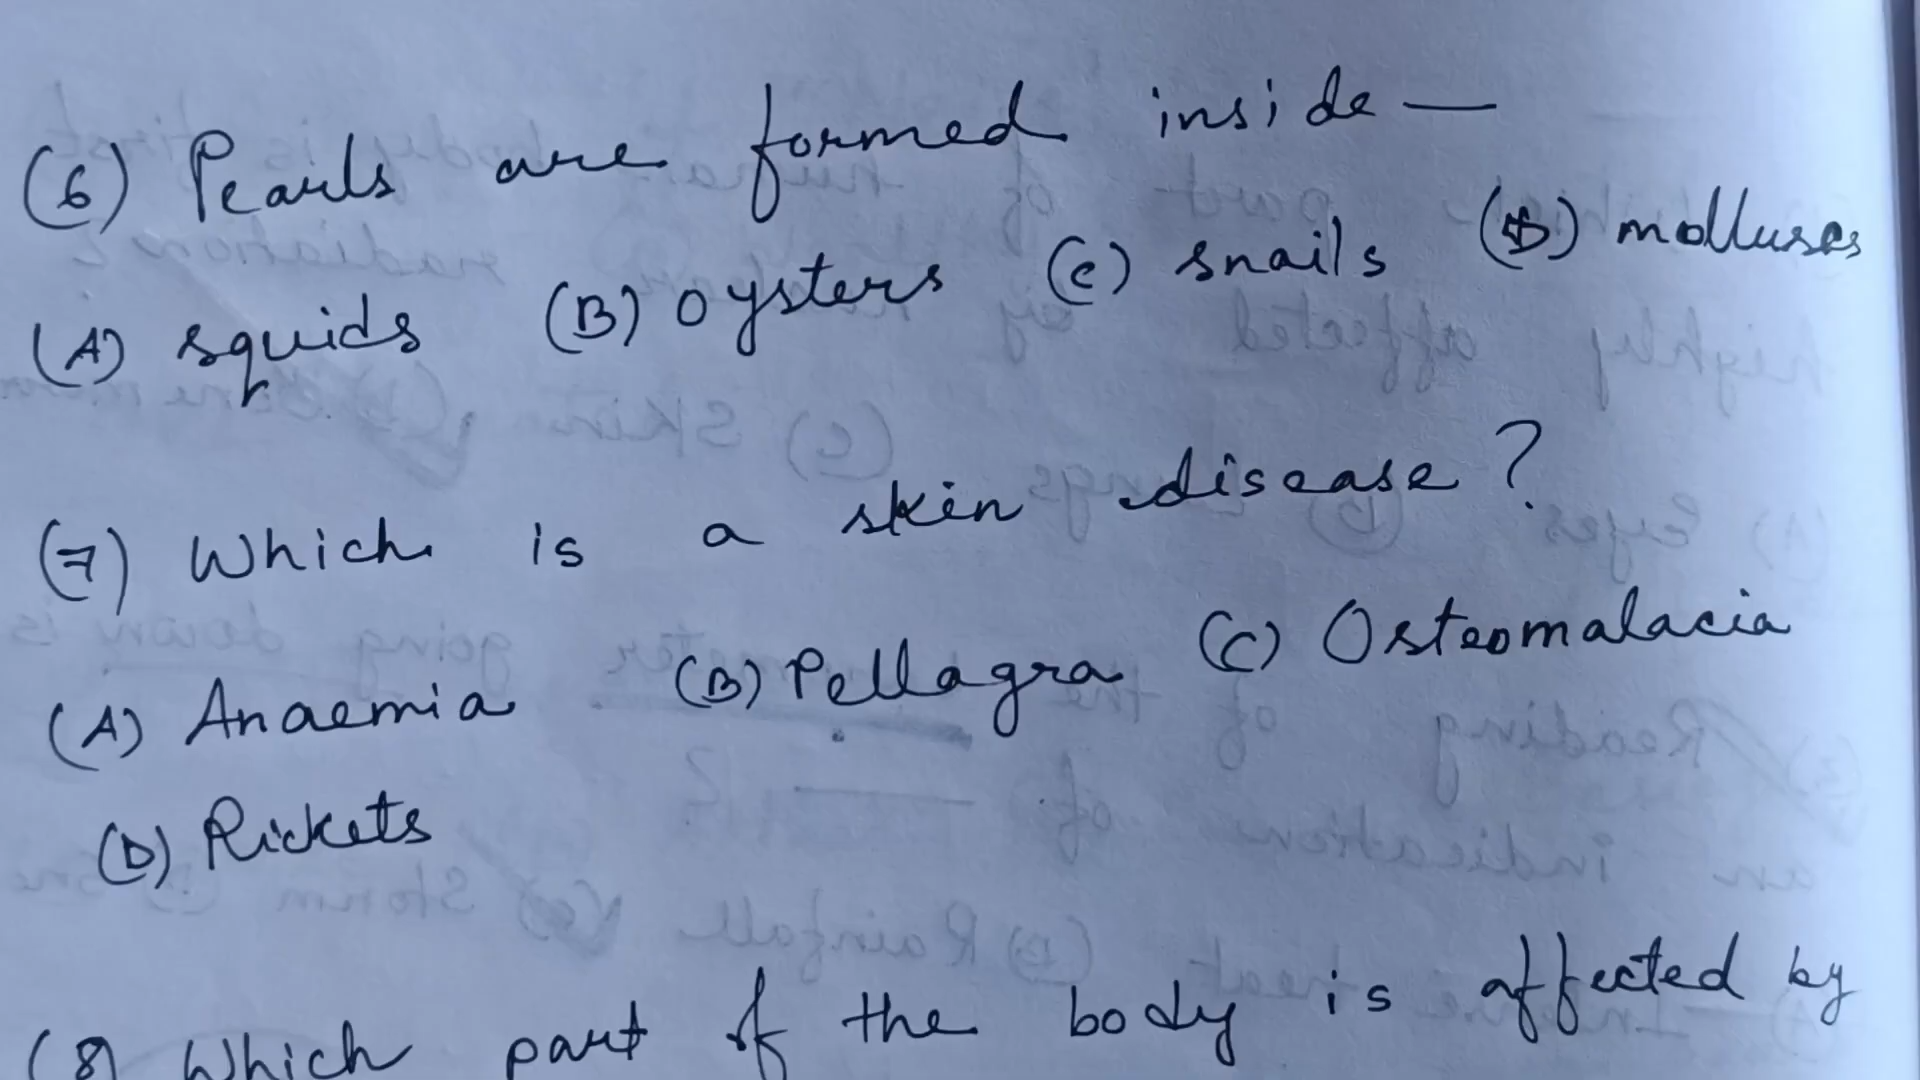 (6) Pearls are formed inside —
(A) squids (B) oysters (c) snails (D) molluscs
(7) Which is a skin disease?
(A) Anaemia (B) Pellagra (C) Osteomalacia
(D) Rickets
(8) Which part of the body is affected by